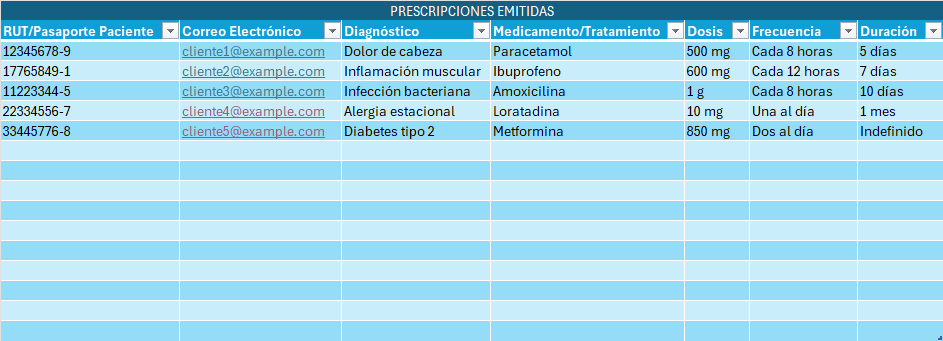 PRESCRIPCIONES EMITIDAS
RUT/Pasaporte Paciente Correo Electrónico Diagnóstico Medicamento/Tratamiento Dosis Frecuencia Duración
12345678-9 cliente1@example.com Dolor de cabeza Paracetamol 500 mg Cada 8 horas 5 días
17765849-1 cliente2@example.com Inflamación muscular Ibuprofeno 600 mg Cada 12 horas 7 días
11223344-5 cliente3@example.com Infección bacteriana Amoxicilina 1 g Cada 8 horas 10 días
22334556-7 cliente4@example.com Alergia estacional Loratadina 10 mg Una al día 1 mes
33445776-8 cliente5@example.com Diabetes tipo 2 Metformina 850 mg Dos al día Indefinido